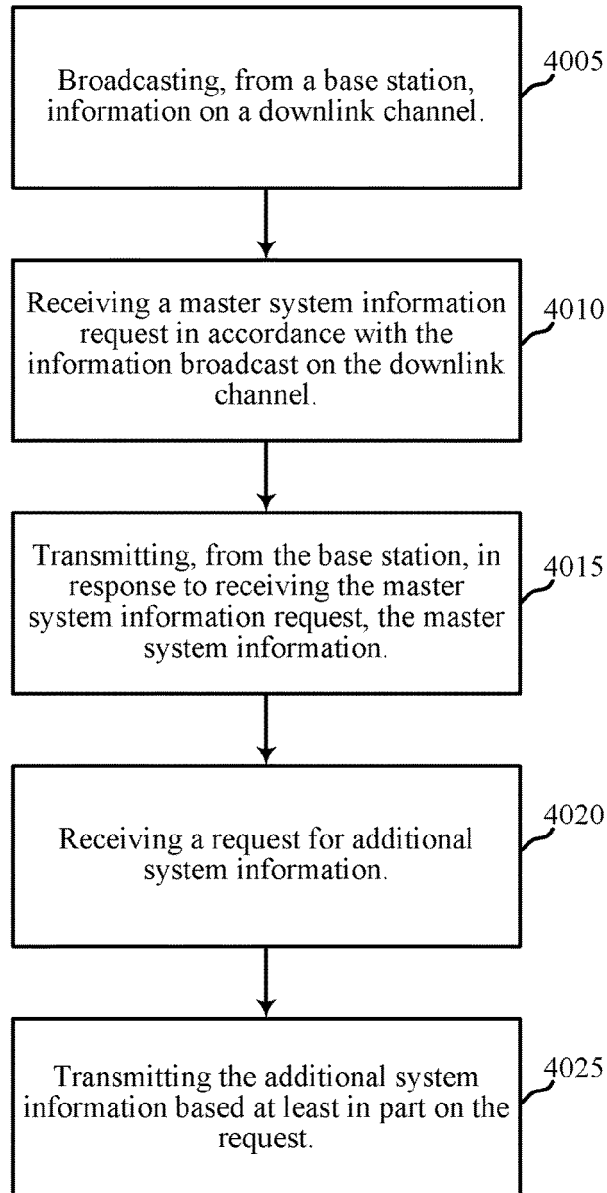 Broadcasting, from a base station,
information on a downlink channel.
4005
Receiving a master system information
request in accordance with the
information broadcast on the downlink
channel.
4010
Transmitting, from the base station, in
response to receiving the master
system information request, the master
system information.
4015
Receiving a request for additional
system information.
4020
Transmitting the additional system
information based at least in part on the
request.
4025